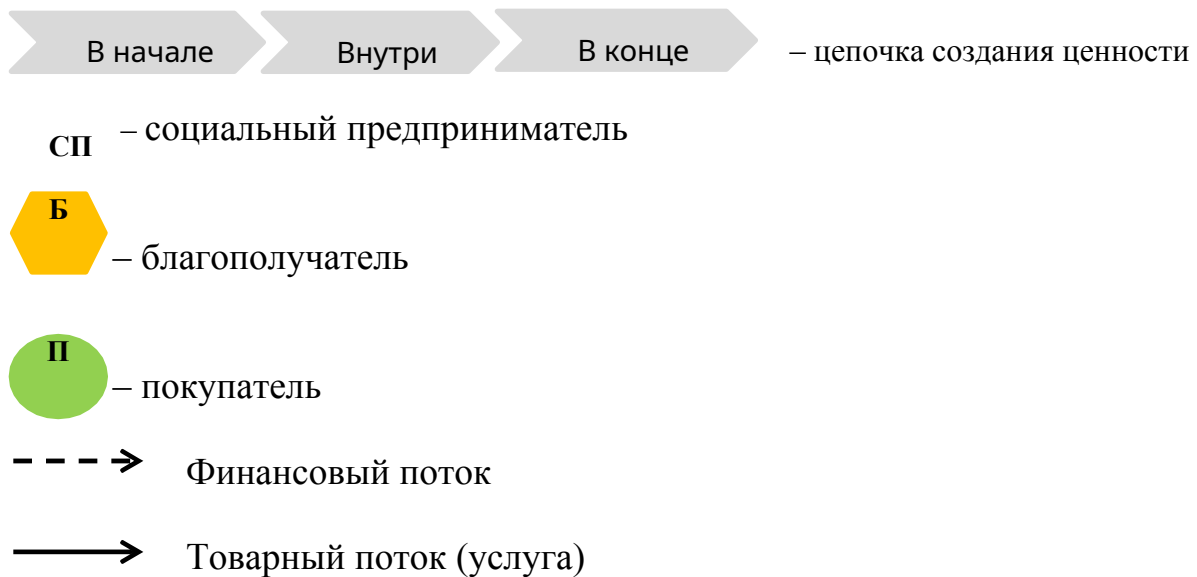 В начале Внутри В конце – цепочка создания ценности
СП – социальный предприниматель
Б
– благополучатель
П
– покупатель
Финансовый поток
Товарный поток (услуга)